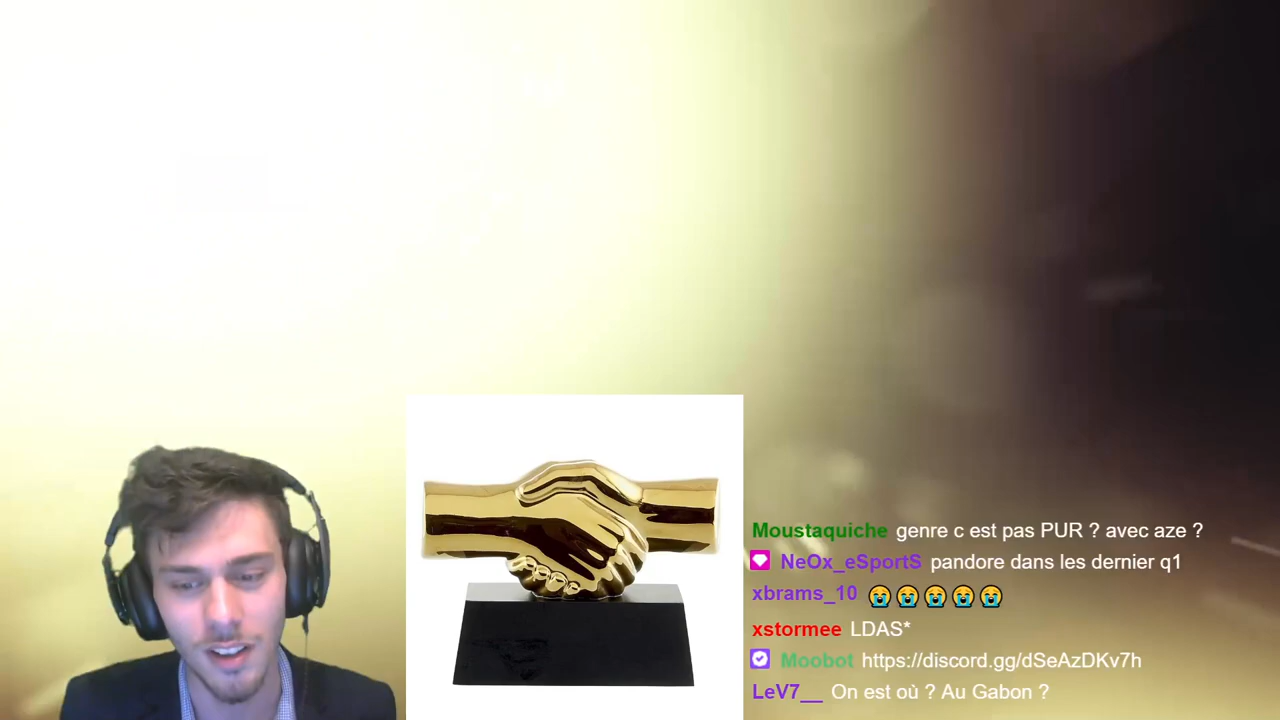 Moustaquiche genre c est pas PUR ? avec aze ?
NeOx_eSportS pandore dans les dernier q1
xbrams_10 😭😭😭😭😭
xstormee LDAS*
Moobot https://discord.gg/dSeAzDKv7h
LeV7__ On est où ? Au Gabon ?